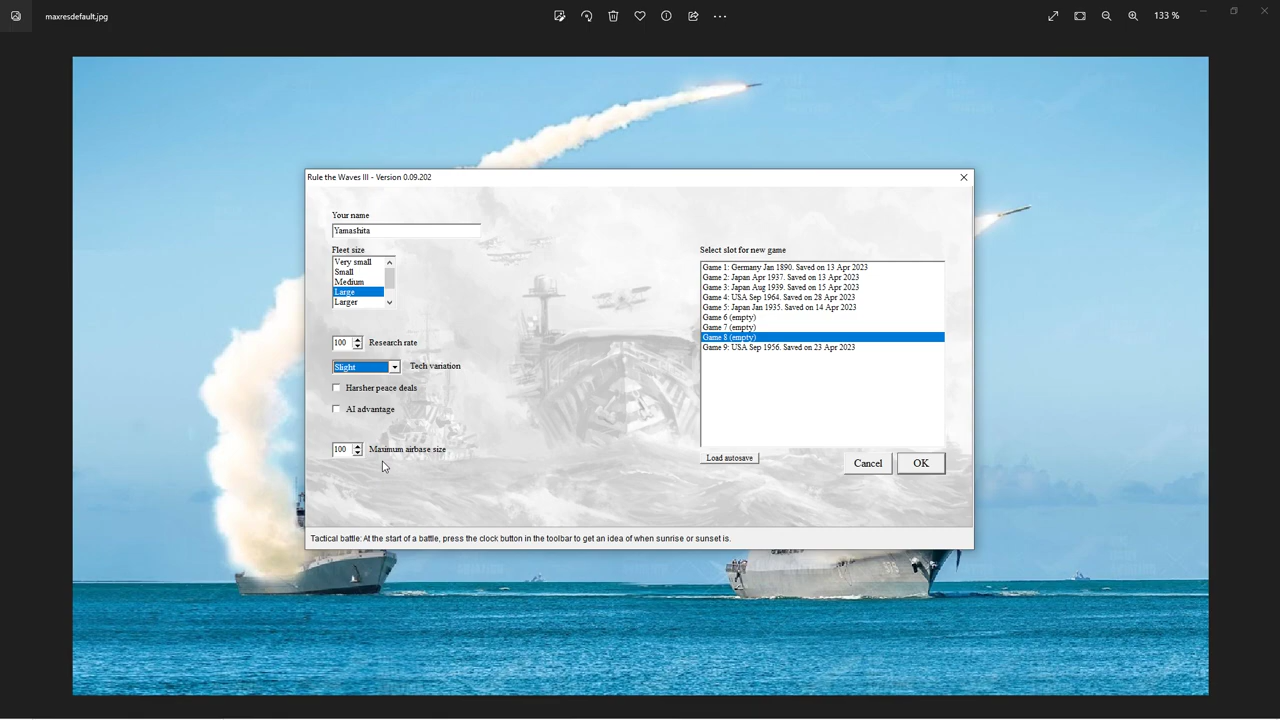 maxresdefault.jpg
133 %
Rule the Waves III - Version 0.09.202
Your name
Yamashita
Fleet size
Very small
Small
Medium
Large
Larger
100 Research rate
Slight Tech variation
Harsher peace deals
AI advantage
100 Maximum airbase size
Select slot for new game
Game 1: Germany Jan 1890. Saved on 13 Apr 2023
Game 2: Japan Apr 1937. Saved on 13 Apr 2023
Game 3: Japan Aug 1939. Saved on 15 Apr 2023
Game 4: USA Sep 1964. Saved on 28 Apr 2023
Game 5: Japan Jan 1935. Saved on 14 Apr 2023
Game 6 (empty)
Game 7 (empty)
Game 8 (empty)
Game 9: USA Sep 1956. Saved on 23 Apr 2023
Load autosave
Cancel
OK
Tactical battle: At the start of a battle, press the clock button in the toolbar to get an idea of when sunrise or sunset is.